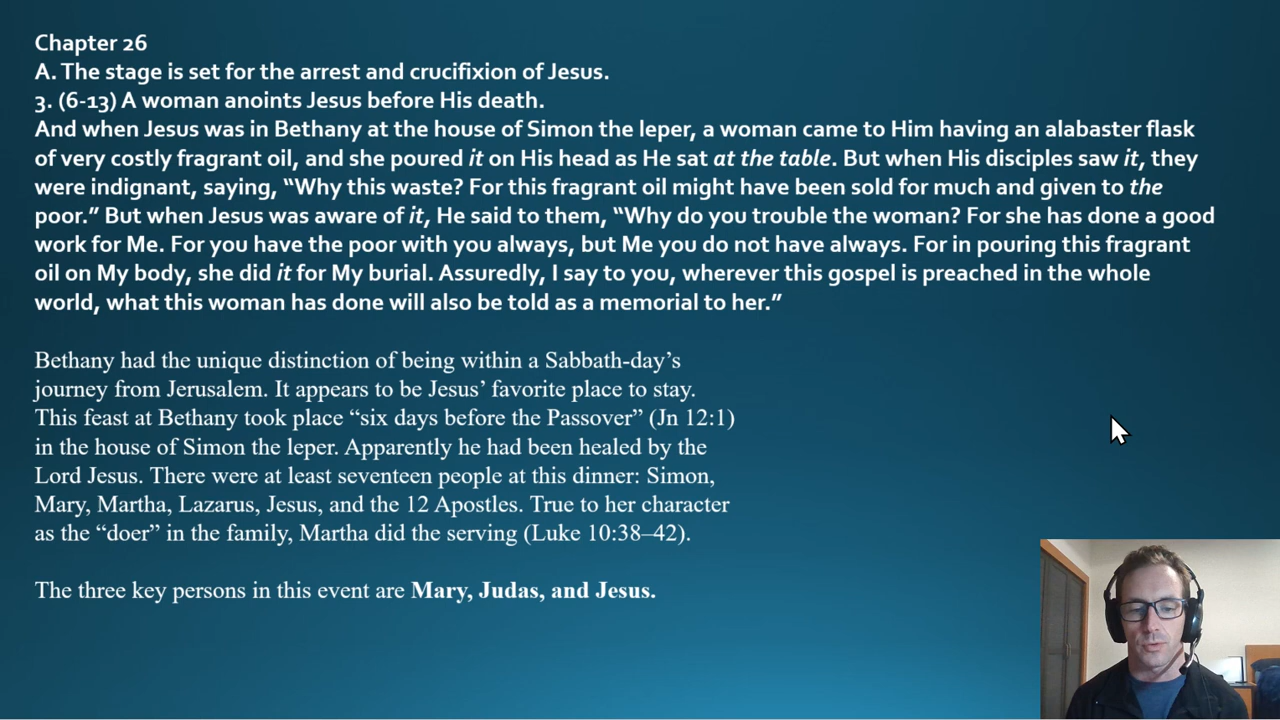 Chapter 26
A. The stage is set for the arrest and crucifixion of Jesus.
3. (6-13) A woman anoints Jesus before His death.
And when Jesus was in Bethany at the house of Simon the leper, a woman came to Him having an alabaster flask
of very costly fragrant oil, and she poured it on His head as He sat at the table. But when His disciples saw it, they
were indignant, saying, “Why this waste? For this fragrant oil might have been sold for much and given to the
poor.” But when Jesus was aware of it, He said to them, “Why do you trouble the woman? For she has done a good
work for Me. For you have the poor with you always, but Me you do not have always. For in pouring this fragrant
oil on My body, she did it for My burial. Assuredly, I say to you, wherever this gospel is preached in the whole
world, what this woman has done will also be told as a memorial to her.”
Bethany had the unique distinction of being within a Sabbath-day’s
journey from Jerusalem. It appears to be Jesus’ favorite place to stay.
This feast at Bethany took place “six days before the Passover” (Jn 12:1)
in the house of Simon the leper. Apparently he had been healed by the
Lord Jesus. There were at least seventeen people at this dinner: Simon,
Mary, Martha, Lazarus, Jesus, and the 12 Apostles. True to her character
as the “doer” in the family, Martha did the serving (Luke 10:38–42).
The three key persons in this event are Mary, Judas, and Jesus.